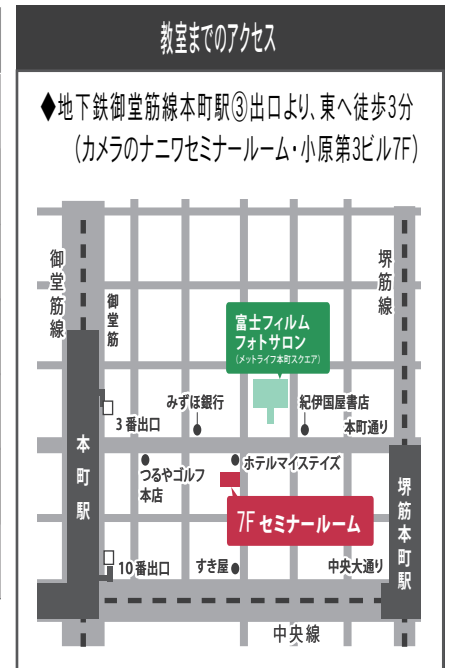 教室までのアクセス
◆地下鉄御堂筋線本町駅③出口より、東へ徒歩3分
(カメラのナニワセミナールーム・小原第3ビル7F)
御堂筋線
御堂筋
堺筋線
富士フィルム
フォトサロン
(メットライフ本町スクエア)
みずほ銀行
紀伊国屋書店
3番出口
本町通り
本町駅
つるやゴルフ
本店
ホテルマイステイズ
堺筋本町駅
7F セミナールーム
10番出口
すき屋
中央大通り
中央線